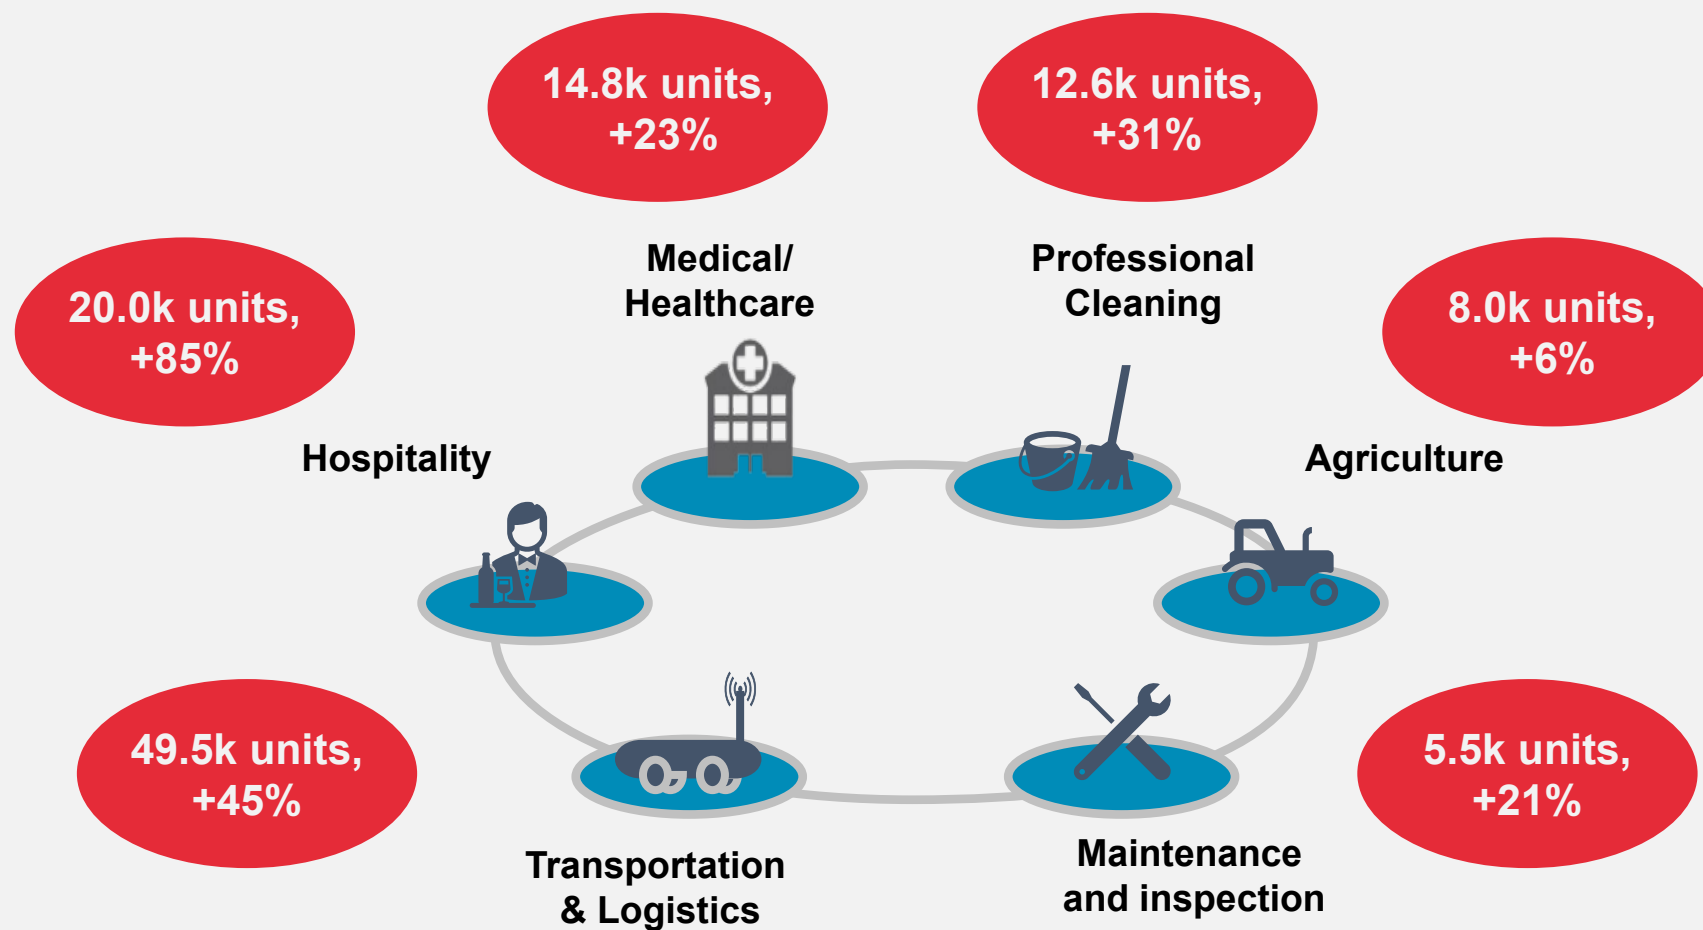 14.8k units,
+23%
12.6k units,
+31%
Medical/
Healthcare
Professional
Cleaning
20.0k units,
+85%
8.0k units,
+6%
Hospitality
Agriculture
49.5k units,
+45%
5.5k units,
+21%
Transportation
& Logistics
Maintenance
and inspection